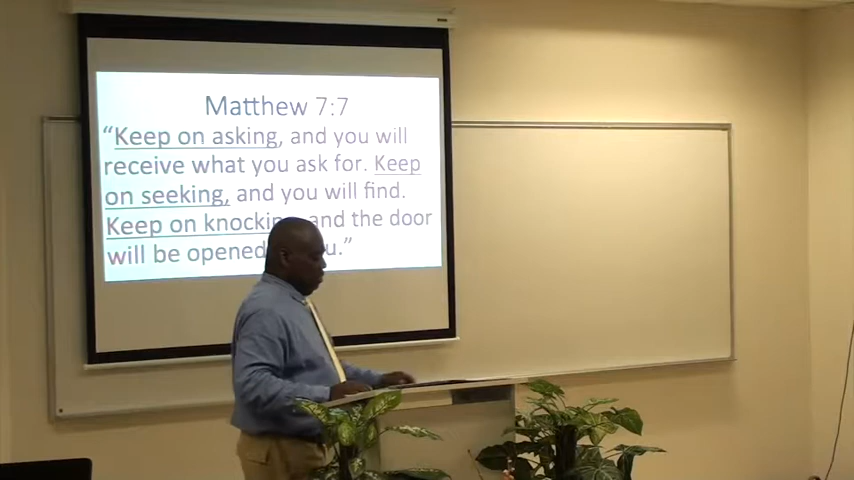 Matthew 7:7
“Keep on asking, and you will
receive what you ask for. Keep
on seeking, and you will find.
Keep on knocking and the door
will be opened